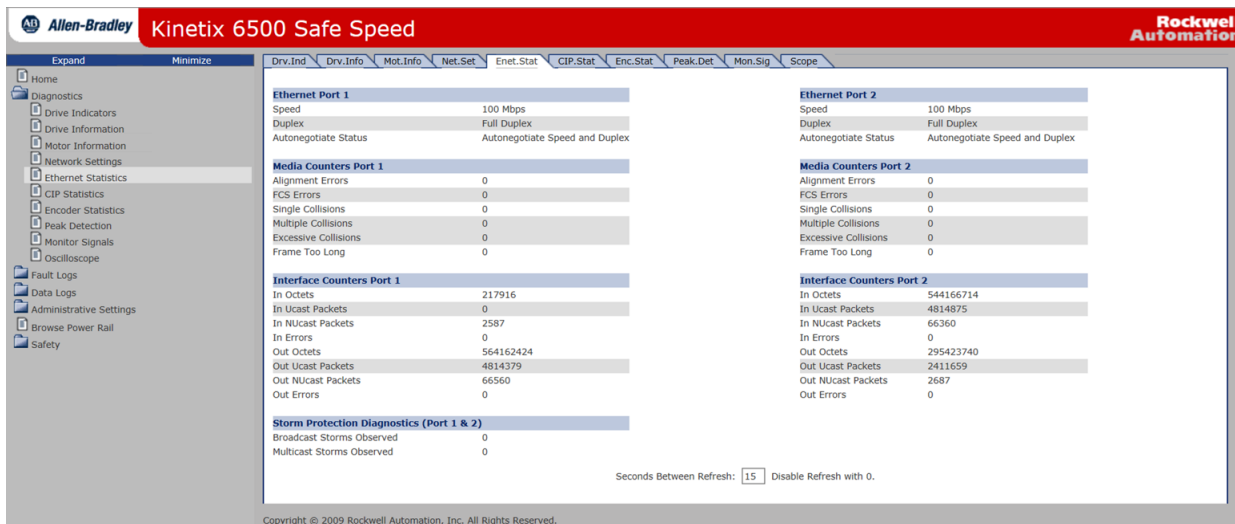 Allen-Bradley Kinetix 6500 Safe Speed
Rockwell
Automation
Expand Minimize
Home
Diagnostics
Drive Indicators
Drive Information
Motor Information
Network Settings
Ethernet Statistics
CIP Statistics
Encoder Statistics
Peak Detection
Monitor Signals
Oscilloscope
Fault Logs
Data Logs
Administrative Settings
Browse Power Rail
Safety
Drv.Ind Drv.Info Mot.Info Net.Set Enet.Stat CIP.Stat Enc.Stat Peak.Det Mon.Sig Scope
Ethernet Port 1
Speed 100 Mbps
Duplex Full Duplex
Autonegotiate Status Autonegotiate Speed and Duplex
Media Counters Port 1
Alignment Errors 0
FCS Errors 0
Single Collisions 0
Multiple Collisions 0
Excessive Collisions 0
Frame Too Long 0
Interface Counters Port 1
In Octets 217916
In Ucast Packets 0
In NUcast Packets 2587
In Errors 0
Out Octets 564162424
Out Ucast Packets 4814379
Out NUcast Packets 66560
Out Errors 0
Storm Protection Diagnostics (Port 1 & 2)
Broadcast Storms Observed 0
Multicast Storms Observed 0
Ethernet Port 2
Speed 100 Mbps
Duplex Full Duplex
Autonegotiate Status Autonegotiate Speed and Duplex
Media Counters Port 2
Alignment Errors 0
FCS Errors 0
Single Collisions 0
Multiple Collisions 0
Excessive Collisions 0
Frame Too Long 0
Interface Counters Port 2
In Octets 544166714
In Ucast Packets 4814875
In NUcast Packets 66360
In Errors 0
Out Octets 295423740
Out Ucast Packets 2411659
Out NUcast Packets 2687
Out Errors 0
Seconds Between Refresh: 15 Disable Refresh with 0.
Copyright © 2009 Rockwell Automation, Inc. All Rights Reserved.